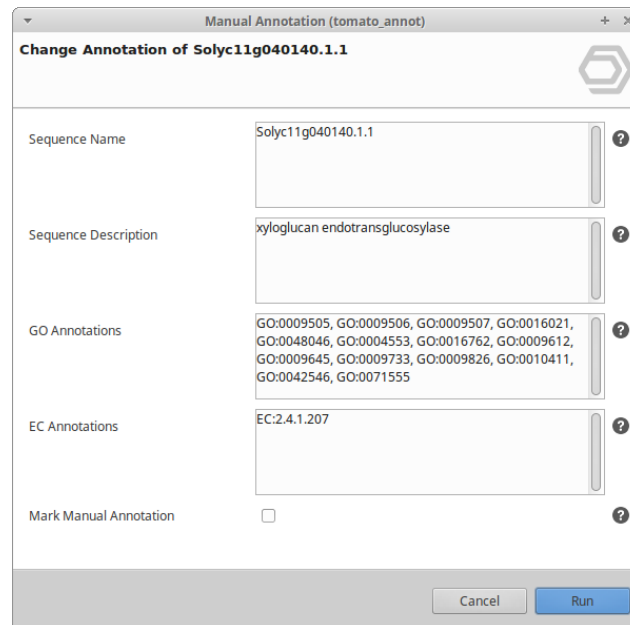 Manual Annotation (tomato_annot)
Change Annotation of Solyc11g040140.1.1
Sequence Name
Solyc11g040140.1.1
Sequence Description
xyloglucan endotransglucosylase
GO Annotations
GO:0009505, GO:0009506, GO:0009507, GO:0016021,
GO:0048046, GO:0004553, GO:0016762, GO:0009612,
GO:0009645, GO:0009733, GO:0009826, GO:0010411,
GO:0042546, GO:0071555
EC Annotations
EC:2.4.1.207
Mark Manual Annotation
Cancel
Run